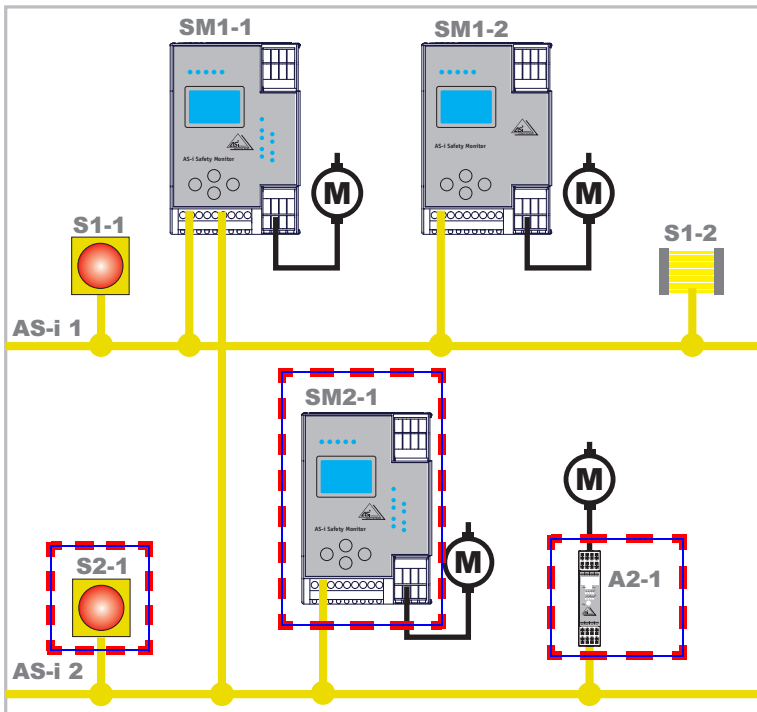 SM1-1
SM1-2
AS-i Safety Monitor
AS-i Safety Monitor
M
M
S1-1
S1-2
AS-i 1
SM2-1
AS-i Safety Monitor
M
M
S2-1
A2-1
AS-i 2